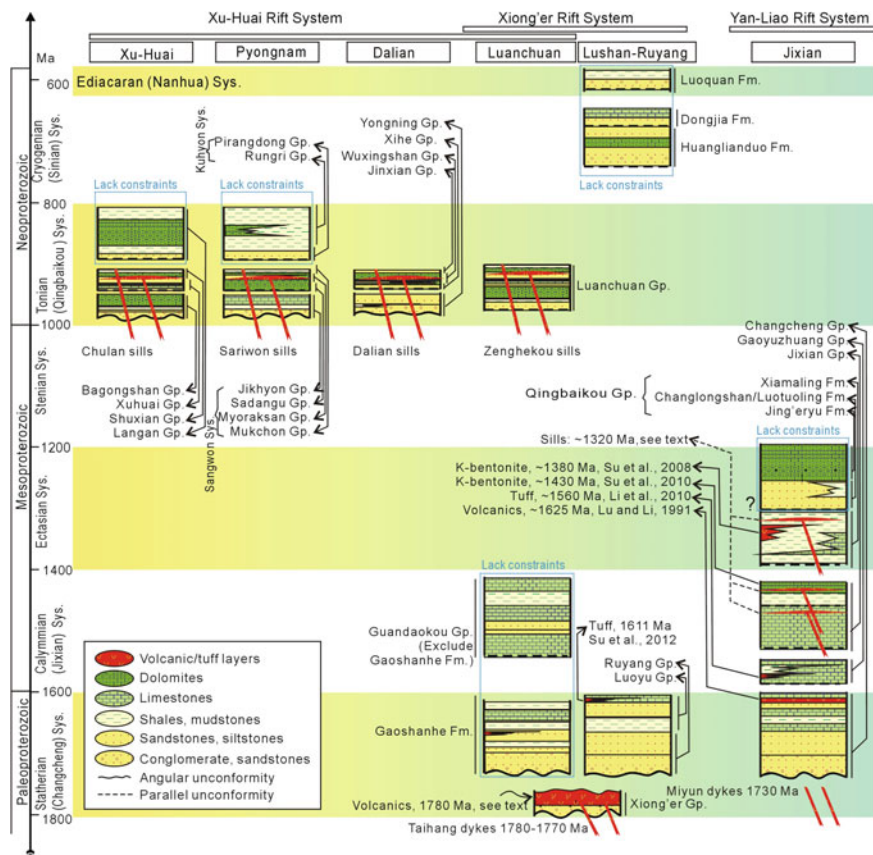 Xu-Huai Rift System
Xiong'er Rift System
Yan-Liao Rift System
Ma
Xu-Huai
Pyongnam
Dalian
Luanchuan
Lushan-Ruyang
Jixian
600
Ediacaran (Nanhua) Sys.
Luoquan Fm.
Dongjia Fm.
Huanglianduo Fm.
Lack constraints
Neoproterozoic
Cryogenian
(Sinian) Sys.
Kuhyon Sys.
Pirangdong Gp.
Rungri Gp.
Yongning Gp.
Xihe Gp.
Wuxingshan Gp.
Jinxian Gp.
Lack constraints
Lack constraints
800
Tonian
(Qingbaikou) Sys.
Luanchuan Gp.
1000
Chulan sills
Sariwon sills
Dalian sills
Zenghekou sills
Changcheng Gp.
Gaoyuzhuang Gp.
Jixian Gp.
Mesoproterozoic
Stenian Sys.
Bagongshan Gp.
Xuhuai Gp.
Shuxian Gp.
Langan Gp.
Sangwon Sys.
Jikhyon Gp.
Sadangu Gp.
Myoraksan Gp.
Mukchon Gp.
Qingbaikou Gp.
Xiamaling Fm.
Changlongshan/Luotuoling Fm.
Jing'eryu Fm.
Lack constraints
1200
Sills: ~1320 Ma, see text
K-bentonite, ~1380 Ma, Su et al., 2008
K-bentonite, ~1430 Ma, Su et al., 2010
Tuff, ~1560 Ma, Li et al., 2010
Volcanics, ~1625 Ma, Lu and Li, 1991
?
Ectasian Sys.
1400
Lack constraints
Calymmian
(Jixian) Sys.
Guandaokou Gp.
(Exclude
Gaoshanhe Fm.)
Tuff, 1611 Ma
Su et al., 2012
Ruyang Gp.
Luoyu Gp.
1600
Paleoproterozoic
Statherian
(Changcheng) Sys.
Gaoshanhe Fm.
Volcanic/tuff layers
Dolomites
Limestones
Shales, mudstones
Sandstones, siltstones
Conglomerate, sandstones
Angular unconformity
Parallel unconformity
Volcanics, 1780 Ma, see text
Xiong'er Gp.
Miyun dykes 1730 Ma
Taihang dykes 1780-1770 Ma
1800